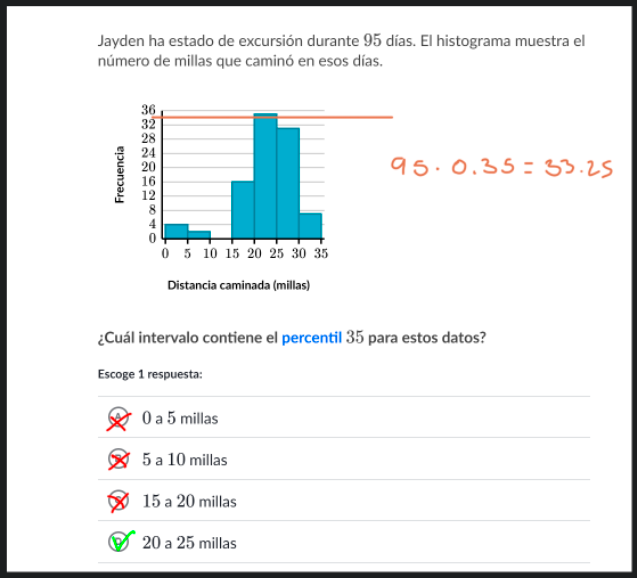 Jayden ha estado de excursión durante 95 días. El histograma muestra el
número de millas que caminó en esos días.
36
32
28
24
20
16
12
8
4
0
Frecuencia
95 · 0.35 = 33.25
0 5 10 15 20 25 30 35
Distancia caminada (millas)
¿Cuál intervalo contiene el percentil 35 para estos datos?
Escoge 1 respuesta:
A 0 a 5 millas
5 a 10 millas
15 a 20 millas
D 20 a 25 millas